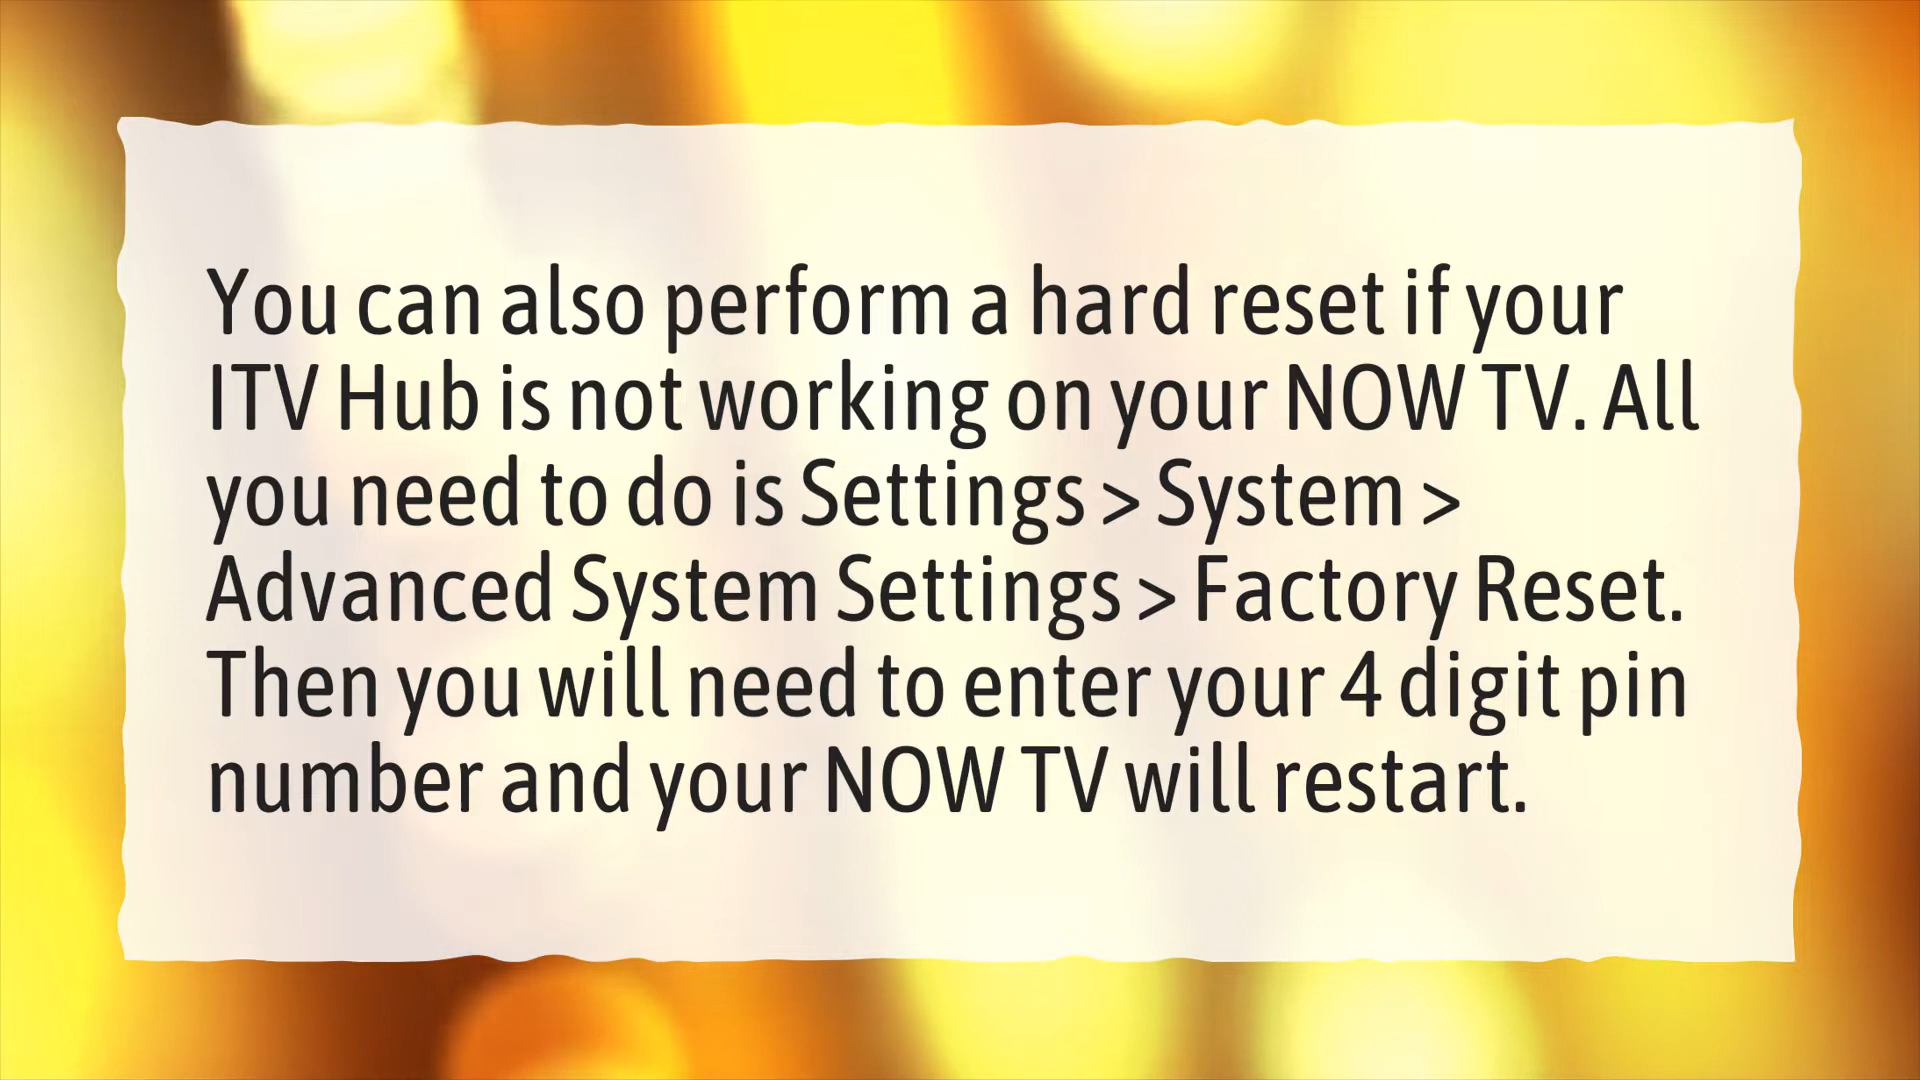 You can also perform a hard reset if your
ITV Hub is not working on your NOW TV. All
you need to do is Settings > System >
Advanced System Settings > Factory Reset.
Then you will need to enter your 4 digit pin
number and your NOW TV will restart.